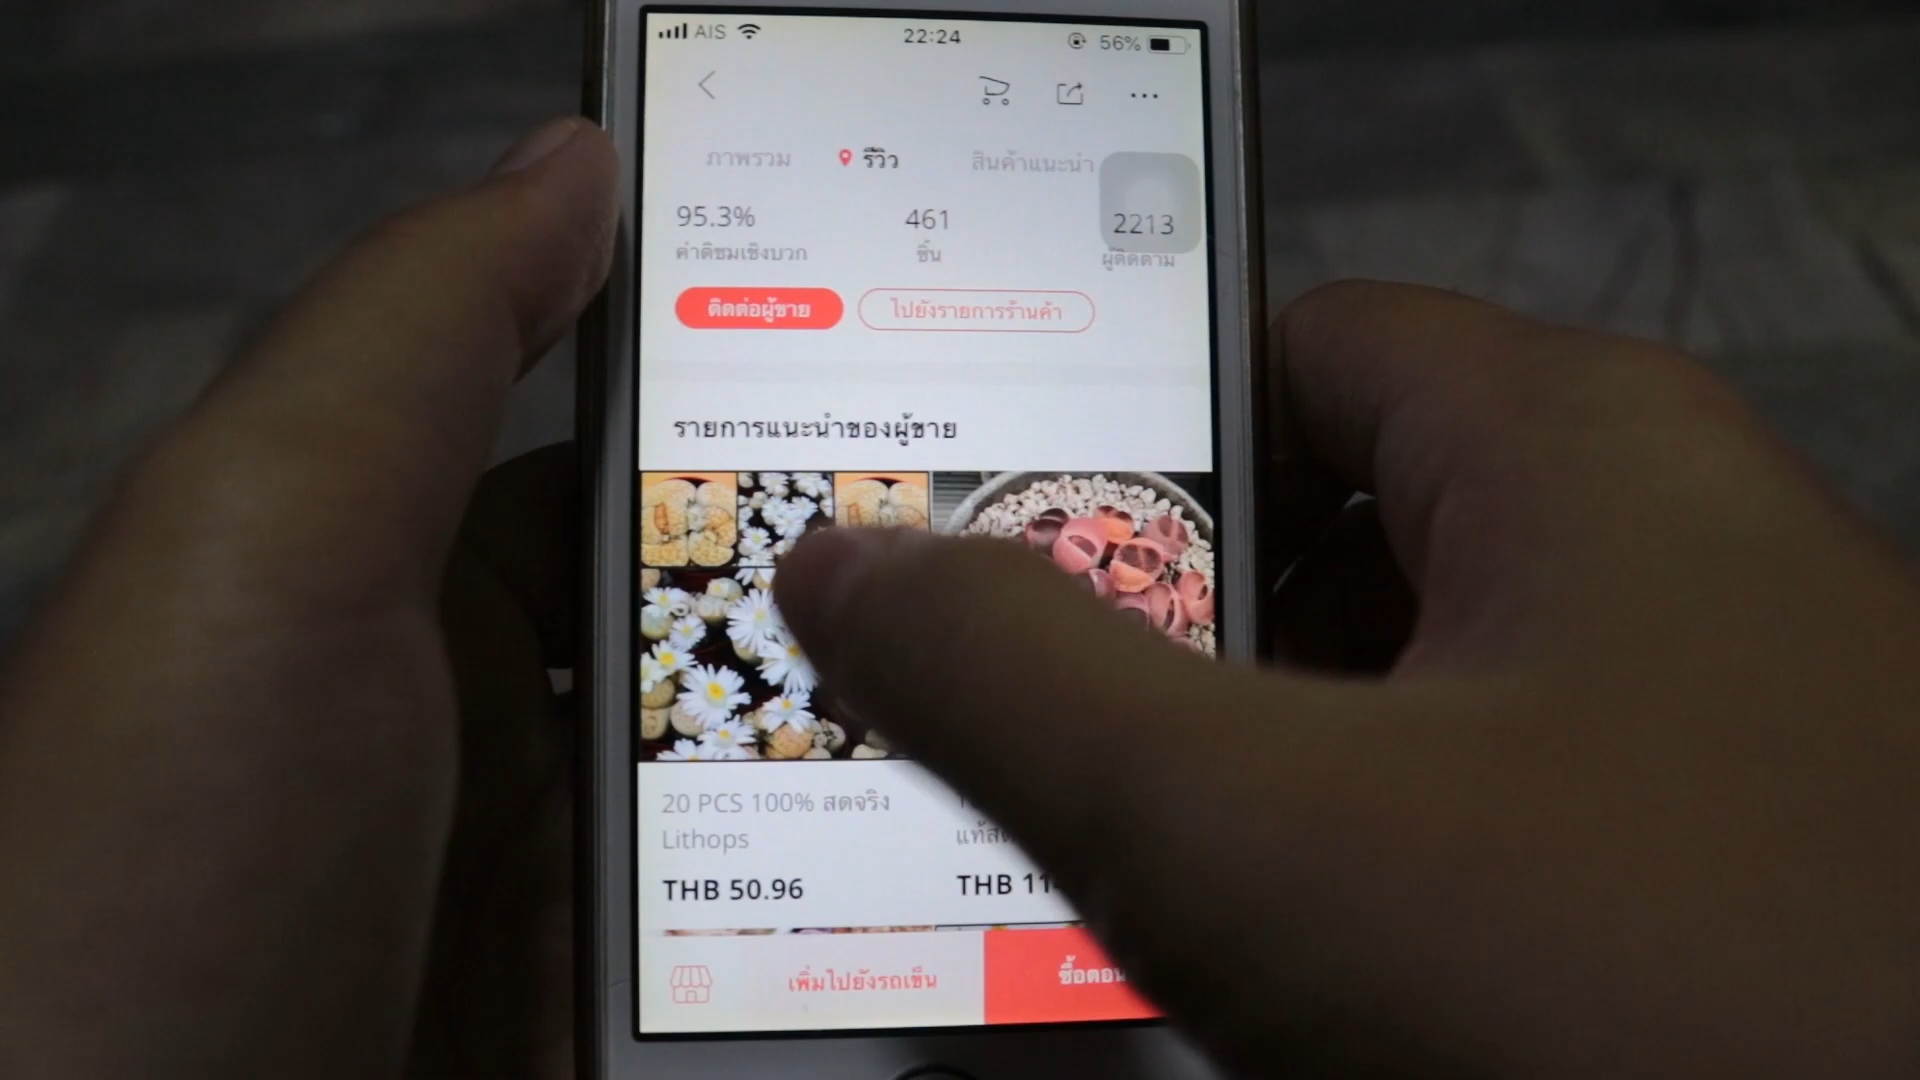 AIS 22:24 56%
ภาพรวม รีวิว สินค้าแนะนำ
95.3% 461 2213
ค่าติชมเชิงบวก ชิ้น ผู้ติดตาม
ติดต่อผู้ขาย ไปยังรายการร้านค้า
รายการแนะนำของผู้ขาย
20 PCS 100% สดจริง
Lithops
THB 50.96 THB
เพิ่มไปยังรถเข็น